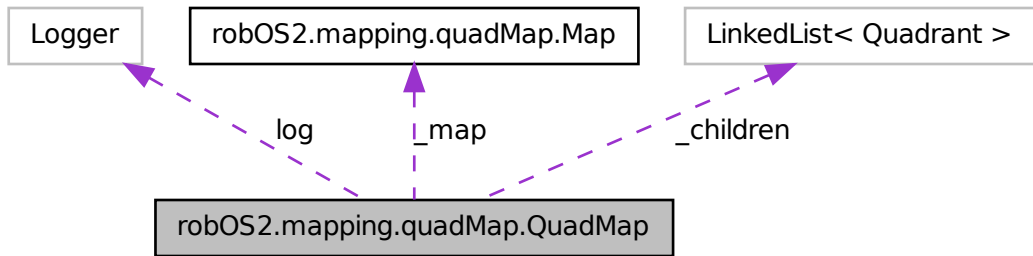 Logger
robOS2.mapping.quadMap.Map
LinkedList< Quadrant >
log
_map
_children
robOS2.mapping.quadMap.QuadMap